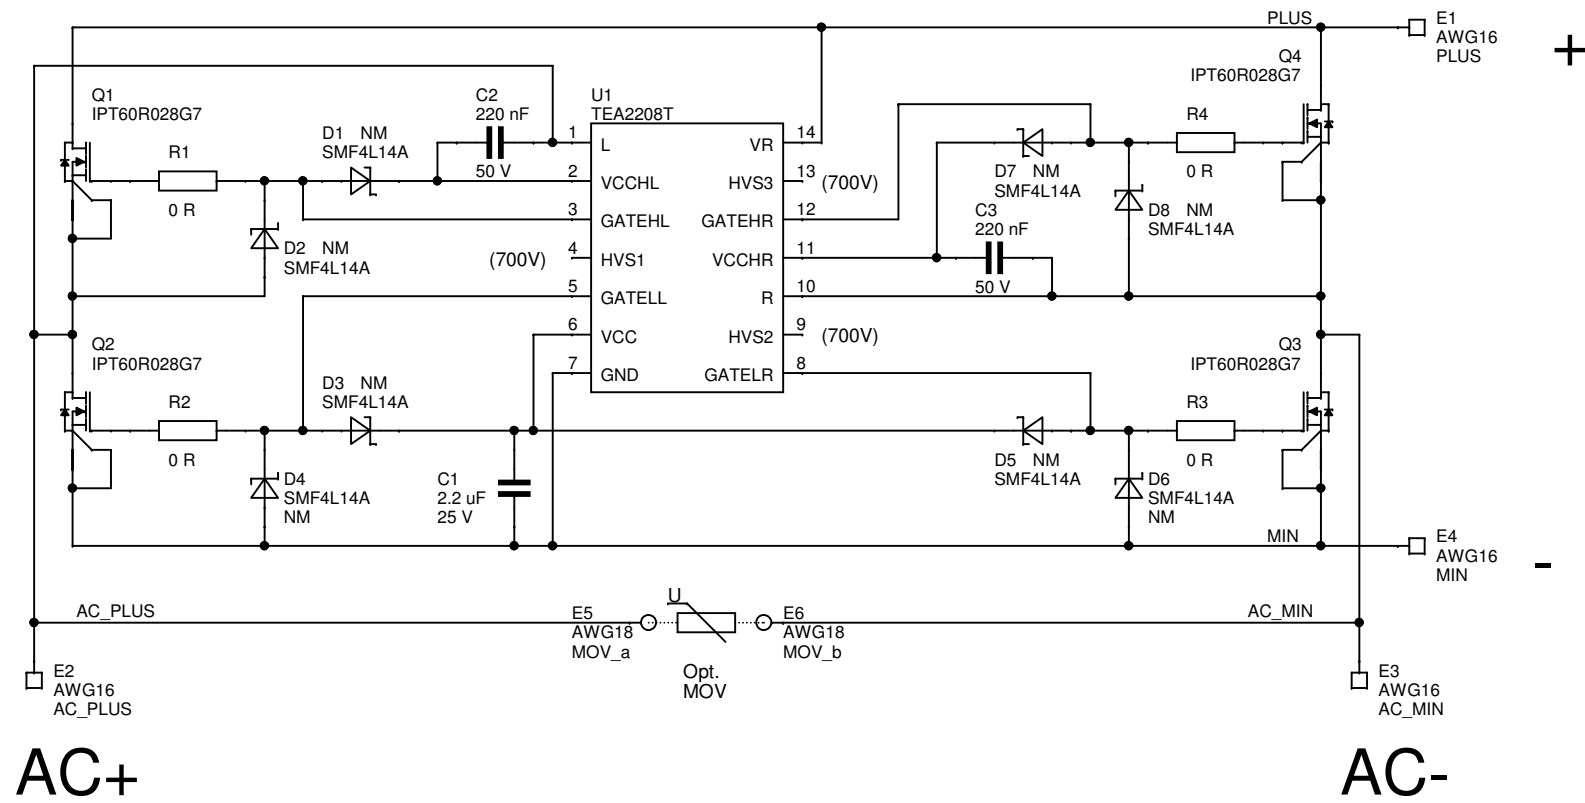 PLUS
E1
AWG16
PLUS
+
Q4
IPT60R028G7
Q1
IPT60R028G7
C2
220 nF
50 V
U1
TEA2208T
D1 NM
SMF4L14A
R1
0 R
D2 NM
SMF4L14A
1 L
2 VCCHL
3 GATEHL
(700V) 4 HVS1
5 GATELL
6 VCC
7 GND
VR 14
HVS3 13 (700V)
GATEHR 12
VCCHR 11
R 10
HVS2 9 (700V)
GATELR 8
R4
0 R
D7 NM
SMF4L14A
C3
220 nF
50 V
D8 NM
SMF4L14A
Q2
IPT60R028G7
Q3
IPT60R028G7
R2
0 R
D3 NM
SMF4L14A
D4
SMF4L14A
NM
C1
2.2 uF
25 V
D5 NM
SMF4L14A
R3
0 R
D6
SMF4L14A
NM
MIN
E4
AWG16
MIN
-
AC_PLUS
E5
AWG18
MOV_a
U
Opt.
MOV
E6
AWG18
MOV_b
AC_MIN
E2
AWG16
AC_PLUS
E3
AWG16
AC_MIN
AC+
AC-